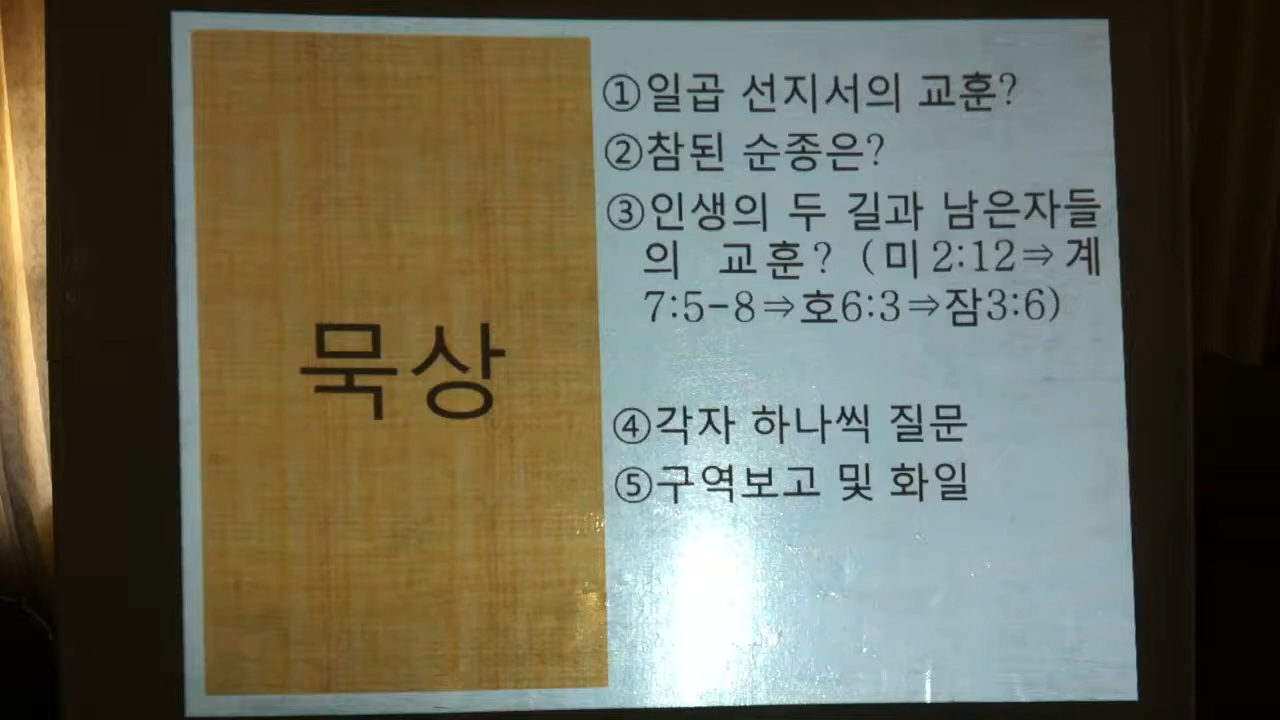 묵상
①일곱 선지서의 교훈?
②참된 순종은?
③인생의 두 길과 남은자들
의 교훈? (미2:12⇒계
7:5-8⇒호6:3⇒잠3:6)
④각자 하나씩 질문
⑤구역보고 및 화일